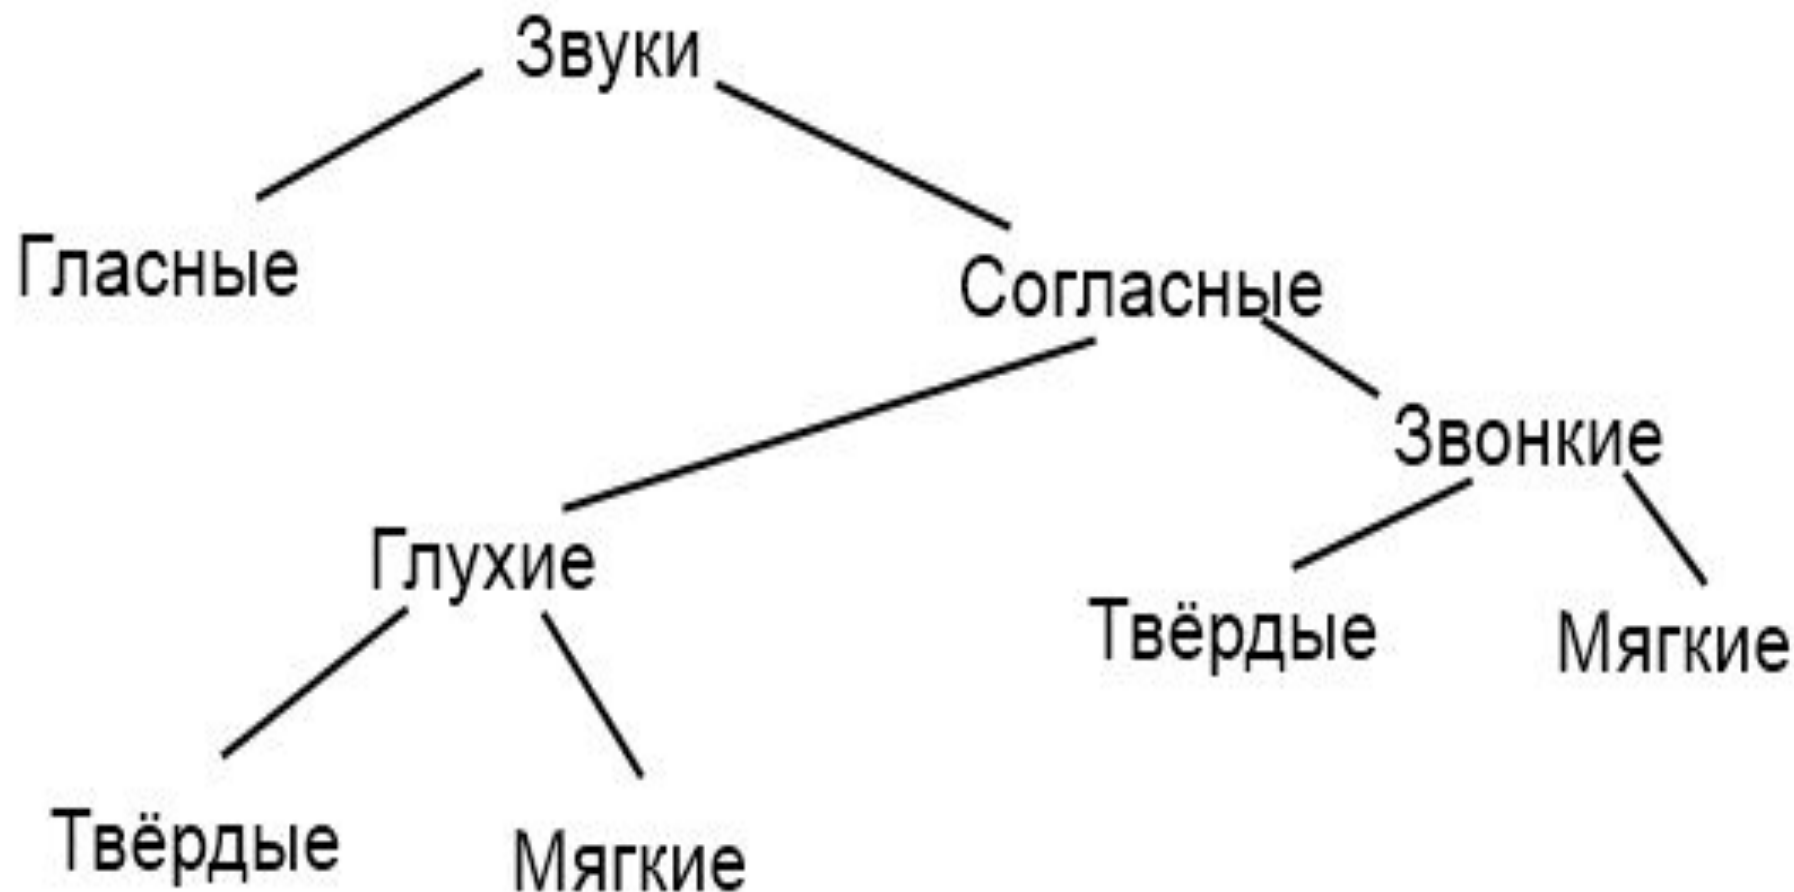 Звуки
Гласные
Согласные
Звонкие
Глухие
Твёрдые
Мягкие
Твёрдые
Мягкие